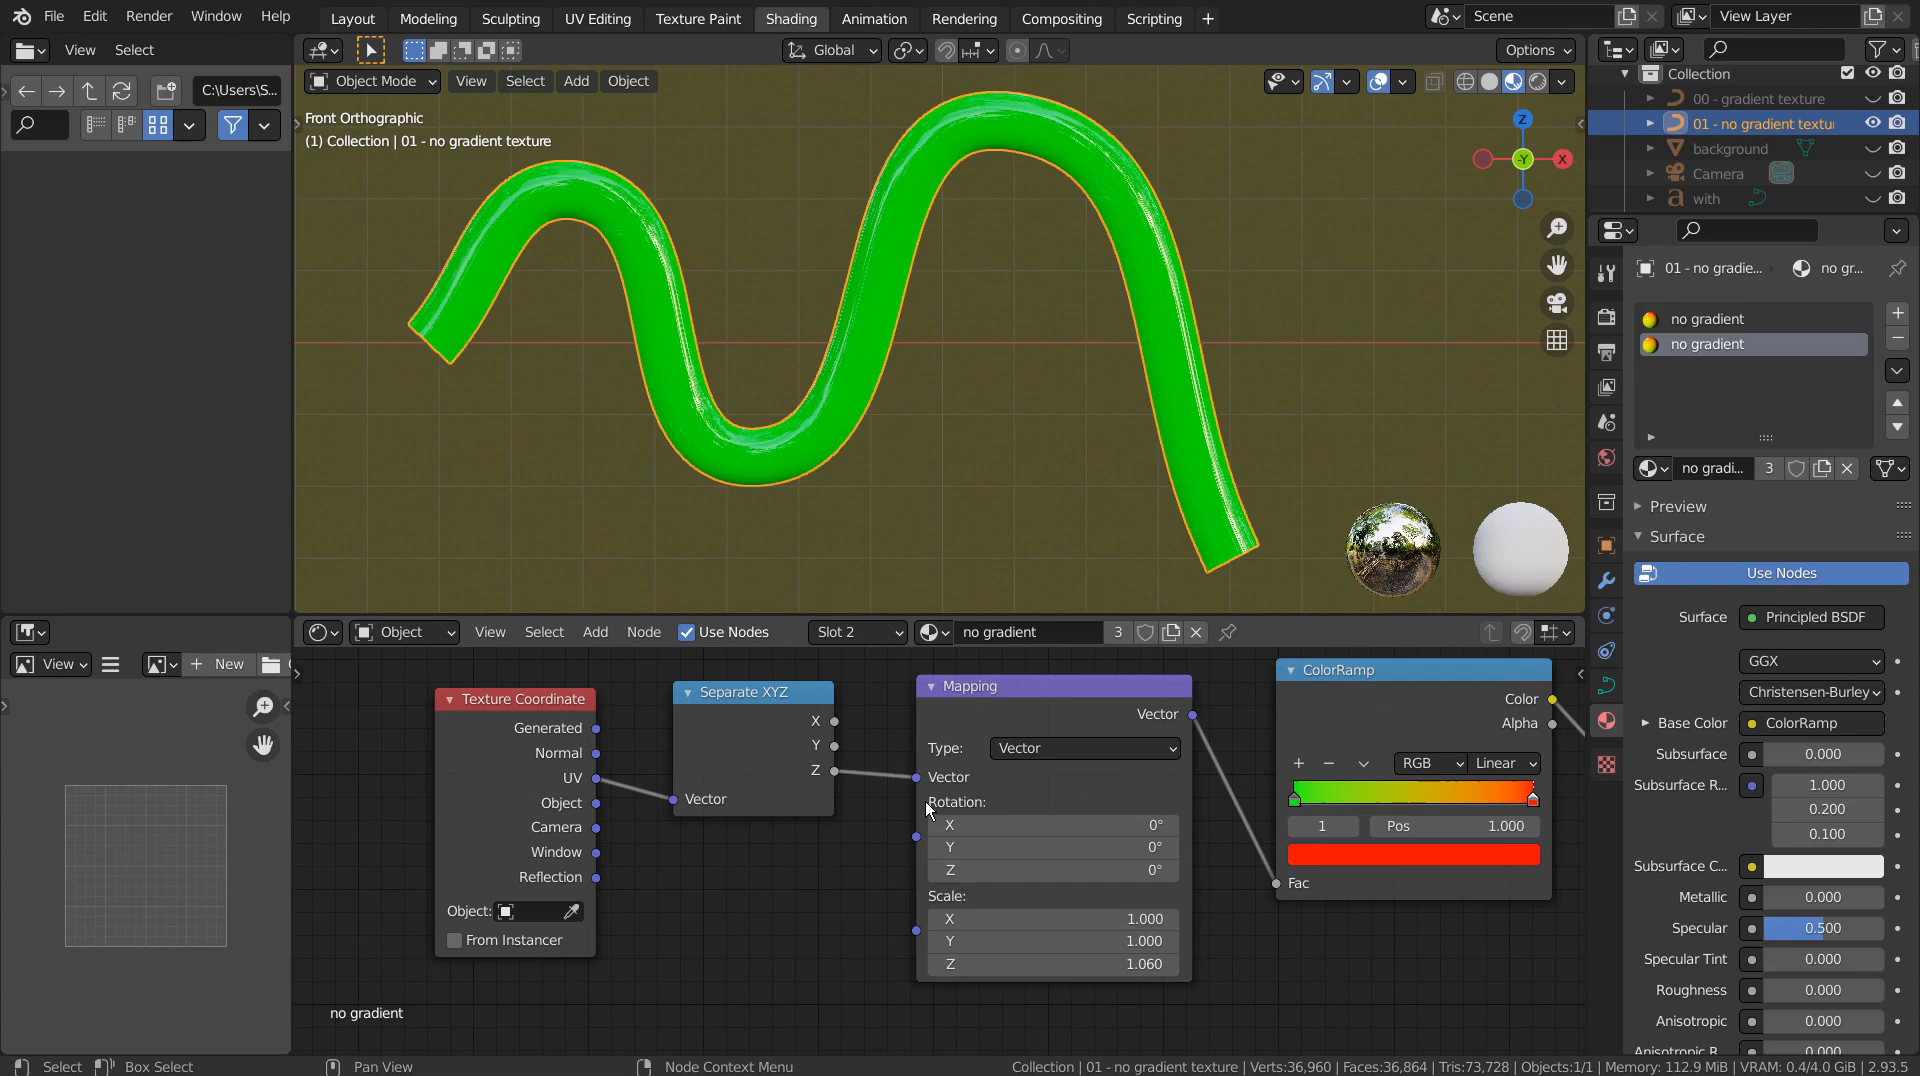 File Edit Render Window Help Layout Modeling Sculpting UV Editing Texture Paint Shading Animation Rendering Compositing Scripting + Scene View Layer
View Select Global Options
C:\Users\S... Object Mode View Select Add Object
Collection
00 - gradient texture
01 - no gradient textur
background
Camera
with
Front Orthographic
(1) Collection | 01 - no gradient texture
Z
-Y
X
01 - no gradie... no gr...
no gradient
no gradient
no gradi... 3
Preview
Surface
Use Nodes
Surface Principled BSDF
GGX
Christensen-Burley
Base Color ColorRamp
Subsurface 0.000
Subsurface R... 1.000
0.200
0.100
Subsurface C...
Metallic 0.000
Specular 0.500
Specular Tint 0.000
Roughness 0.000
Anisotropic 0.000
Anisotropic R... 0.000
Object View Select Add Node Use Nodes Slot 2 no gradient 3
View New
Texture Coordinate
Generated
Normal
UV
Object
Camera
Window
Reflection
Object:
From Instancer
Separate XYZ
X
Y
Z
Vector
Mapping
Vector
Type: Vector
Vector
Rotation:
X 0°
Y 0°
Z 0°
Scale:
X 1.000
Y 1.000
Z 1.060
ColorRamp
Color
Alpha
+ − RGB Linear
1 Pos 1.000
Fac
no gradient
Select Box Select Pan View Node Context Menu Collection | 01 - no gradient texture | Verts:36,960 | Faces:36,864 | Tris:73,728 | Objects:1/1 | Memory: 112.9 MiB | VRAM: 0.4/4.0 GiB | 2.93.5